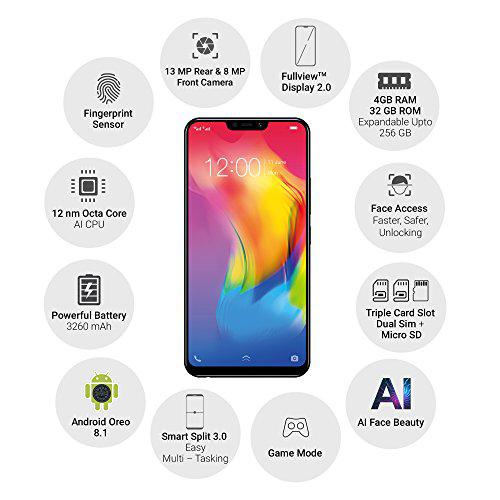 13 MP Rear & 8 MP
Front Camera
Fullview™
Display 2.0
4GB RAM
32 GB ROM
Expandable Upto
256 GB
Fingerprint
Sensor
12:00
11 June
Mon
12 nm Octa Core
AI CPU
Face Access
Faster, Safer,
Unlocking
Powerful Battery
3260 mAh
Triple Card Slot
Dual Sim +
Micro SD
Android Oreo
8.1
Smart Split 3.0
Easy
Multi – Tasking
Game Mode
AI
AI Face Beauty